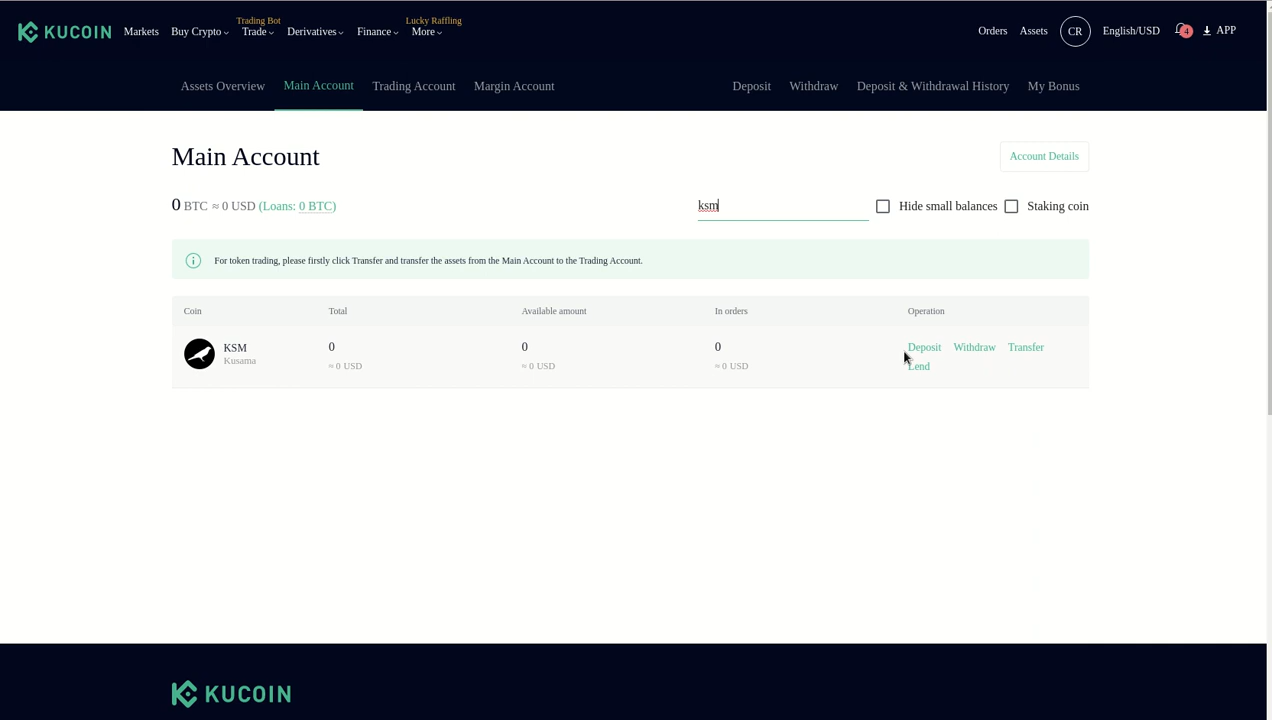 Trading Bot Lucky Raffling
KUCOIN Markets Buy Crypto Trade Derivatives Finance More Orders Assets CR English/USD 4 APP
Assets Overview Main Account Trading Account Margin Account Deposit Withdraw Deposit & Withdrawal History My Bonus
Main Account Account Details
0 BTC ≈ 0 USD (Loans: 0 BTC) ksm Hide small balances Staking coin
For token trading, please firstly click Transfer and transfer the assets from the Main Account to the Trading Account.
Coin Total Available amount In orders Operation
KSM 0 0 0 Deposit Withdraw Transfer
Kusama ≈ 0 USD ≈ 0 USD ≈ 0 USD Lend
KUCOIN